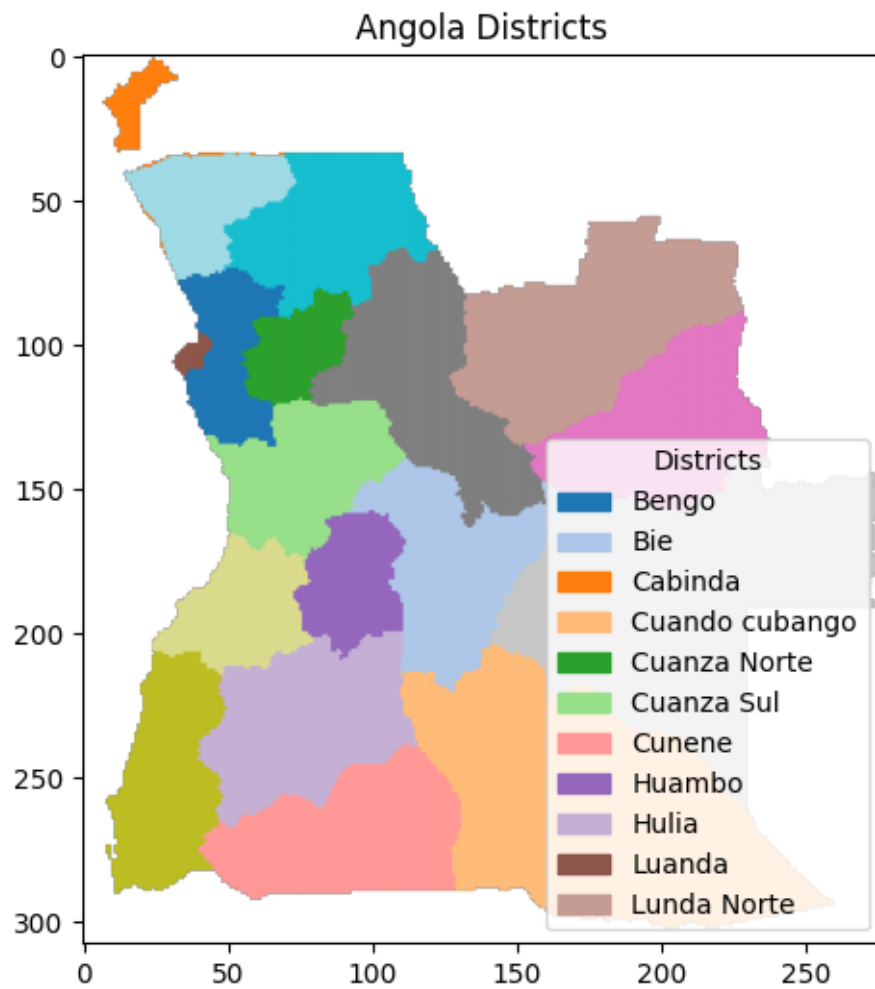 Angola Districts
0
50
100
150
200
250
300
0
50
100
150
200
250
Districts
Bengo
Bie
Cabinda
Cuando cubango
Cuanza Norte
Cuanza Sul
Cunene
Huambo
Hulia
Luanda
Lunda Norte